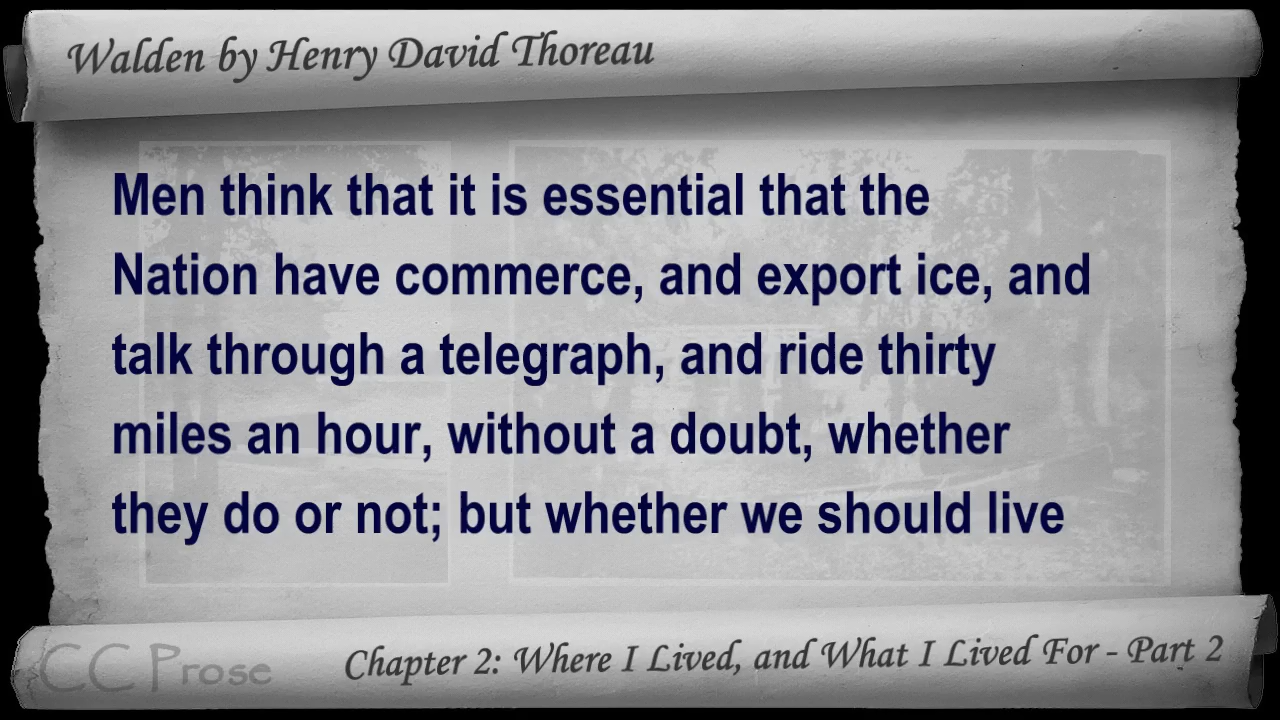 Walden by Henry David Thoreau
Men think that it is essential that the
Nation have commerce, and export ice, and
talk through a telegraph, and ride thirty
miles an hour, without a doubt, whether
they do or not; but whether we should live
CC Prose
Chapter 2: Where I Lived, and What I Lived For - Part 2